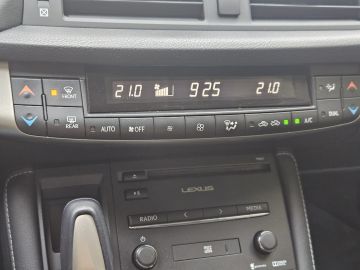 21.0 925 21.0
FRONT
REAR AUTO OFF A/C DUAL
LEXUS
RADIO MEDIA